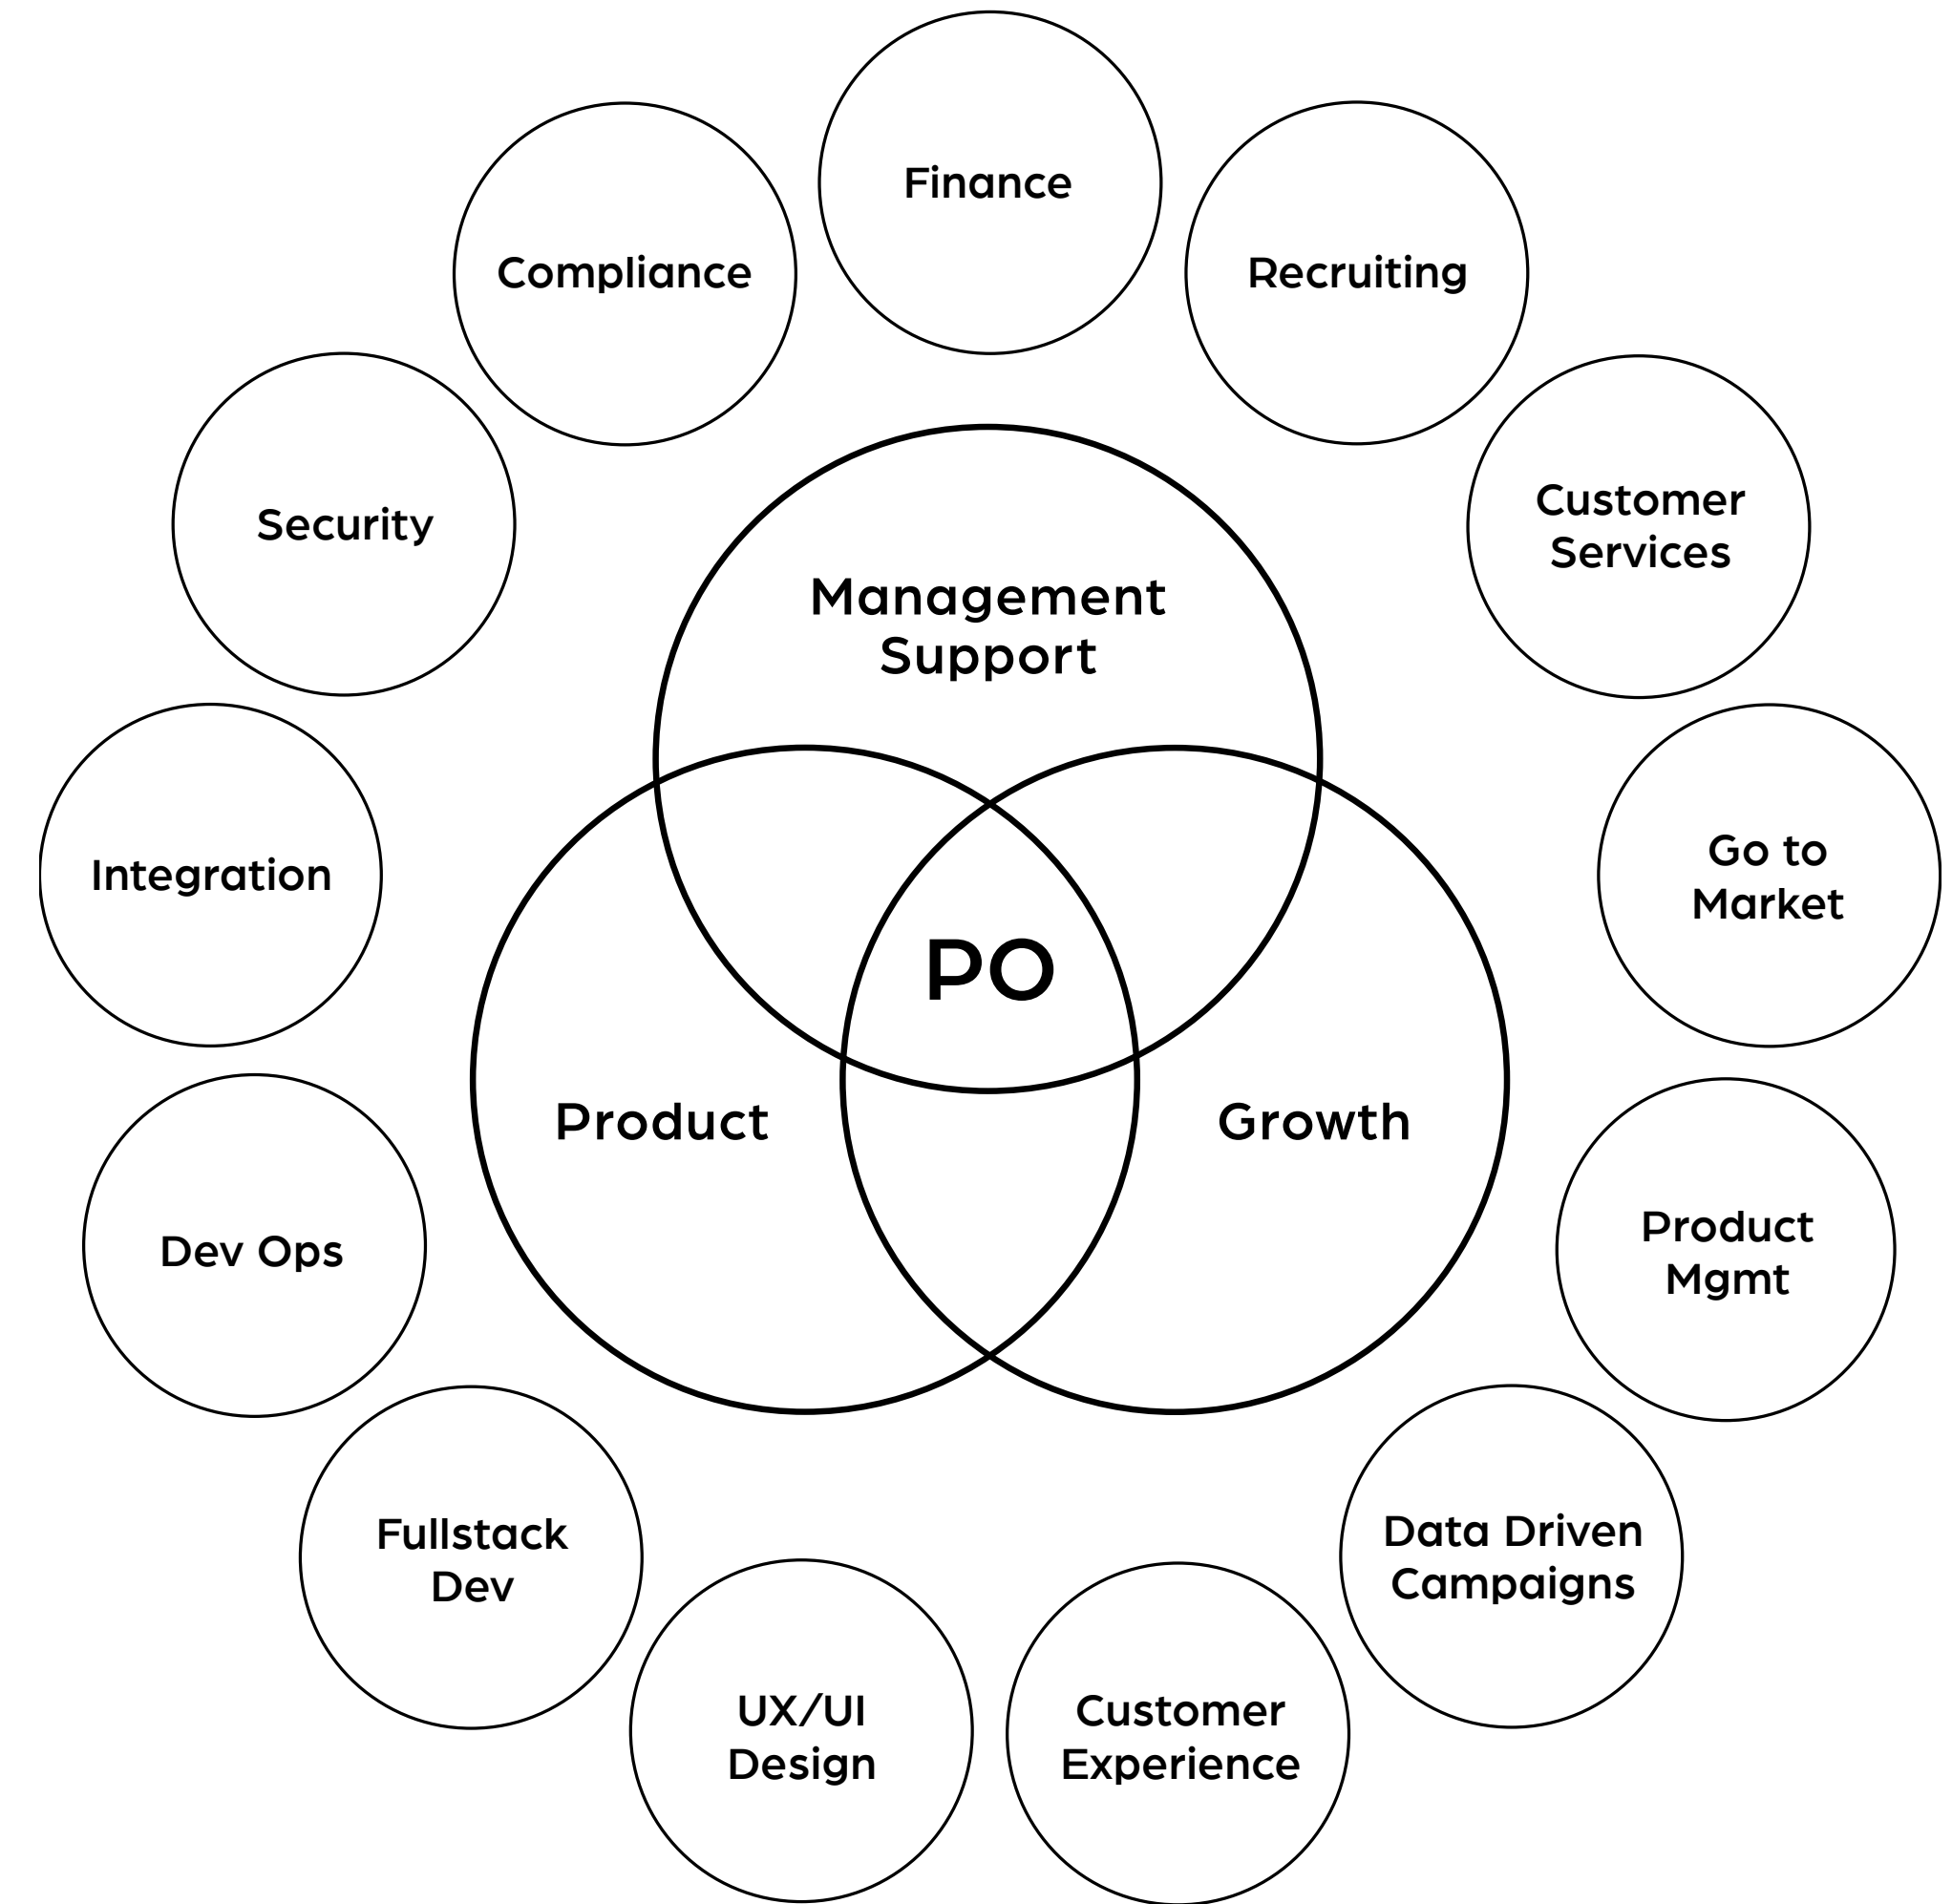 Finance
Compliance
Recruiting
Security
Customer
Services
Management
Support
Integration
Go to
Market
PO
Product
Growth
Dev Ops
Product
Mgmt
Fullstack
Dev
Data Driven
Campaigns
UX/UI
Design
Customer
Experience